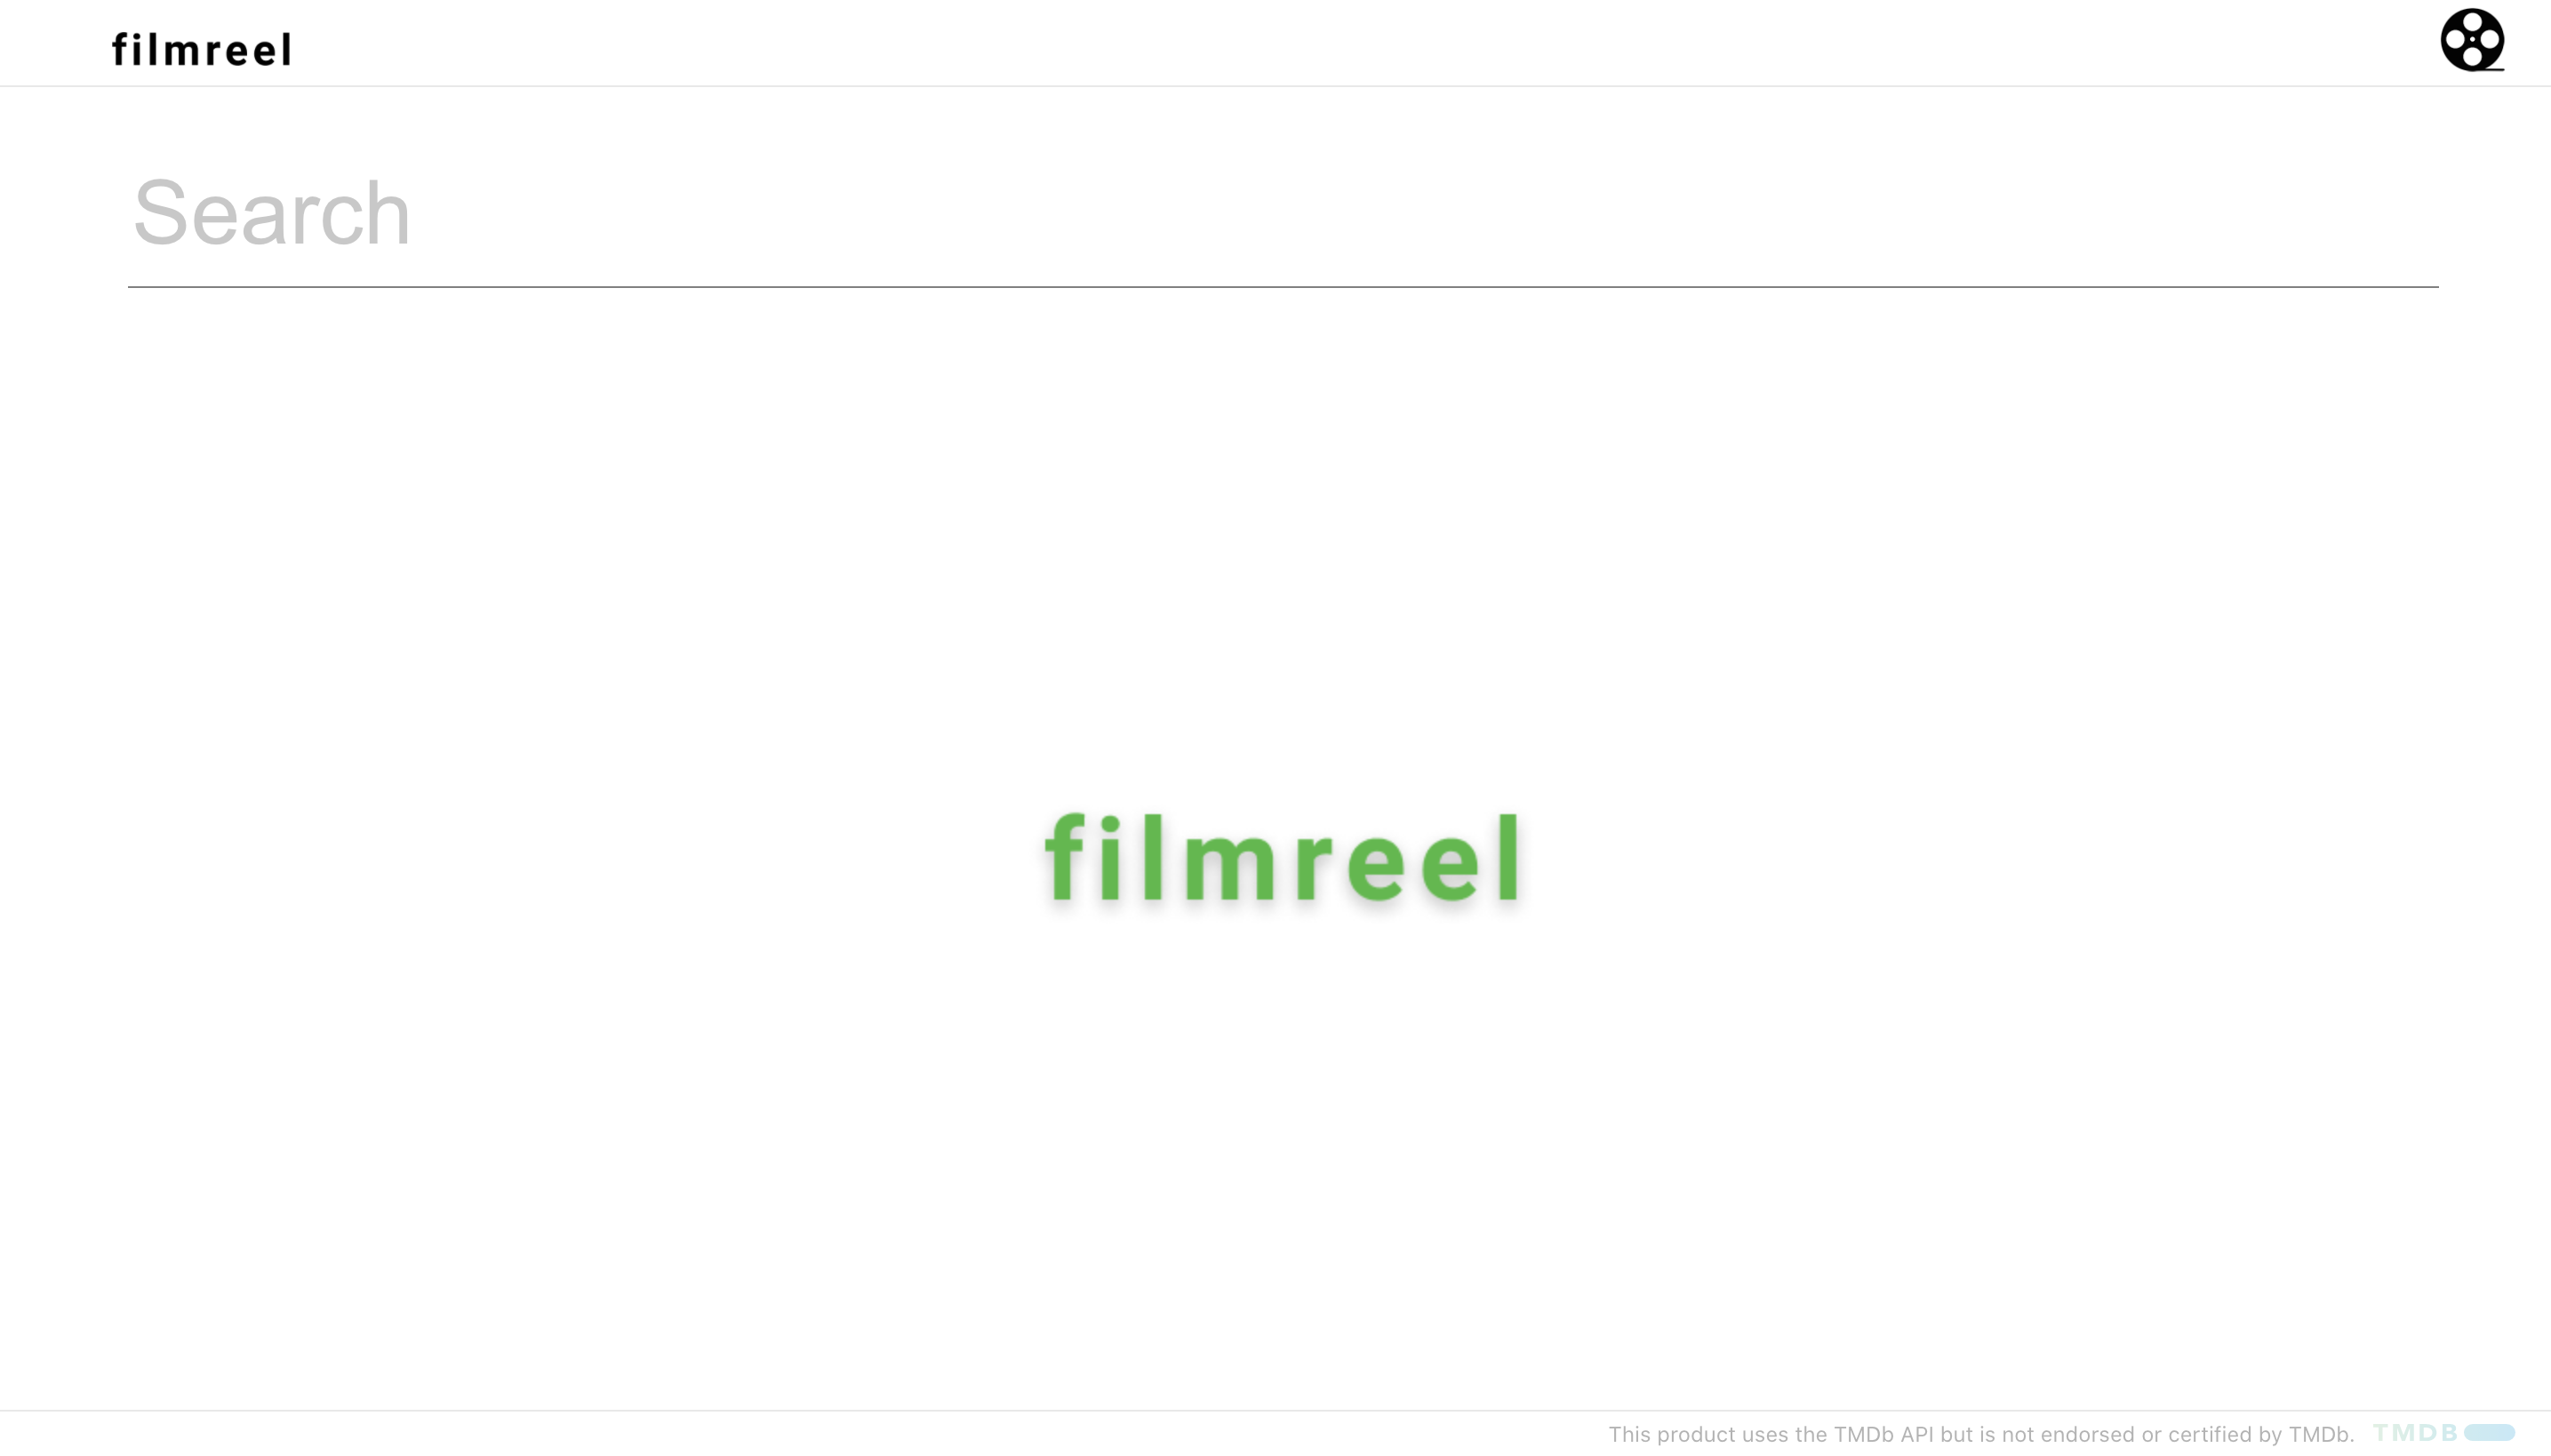 filmreel
Search
filmreel
This product uses the TMDb API but is not endorsed or certified by TMDb. TMDB